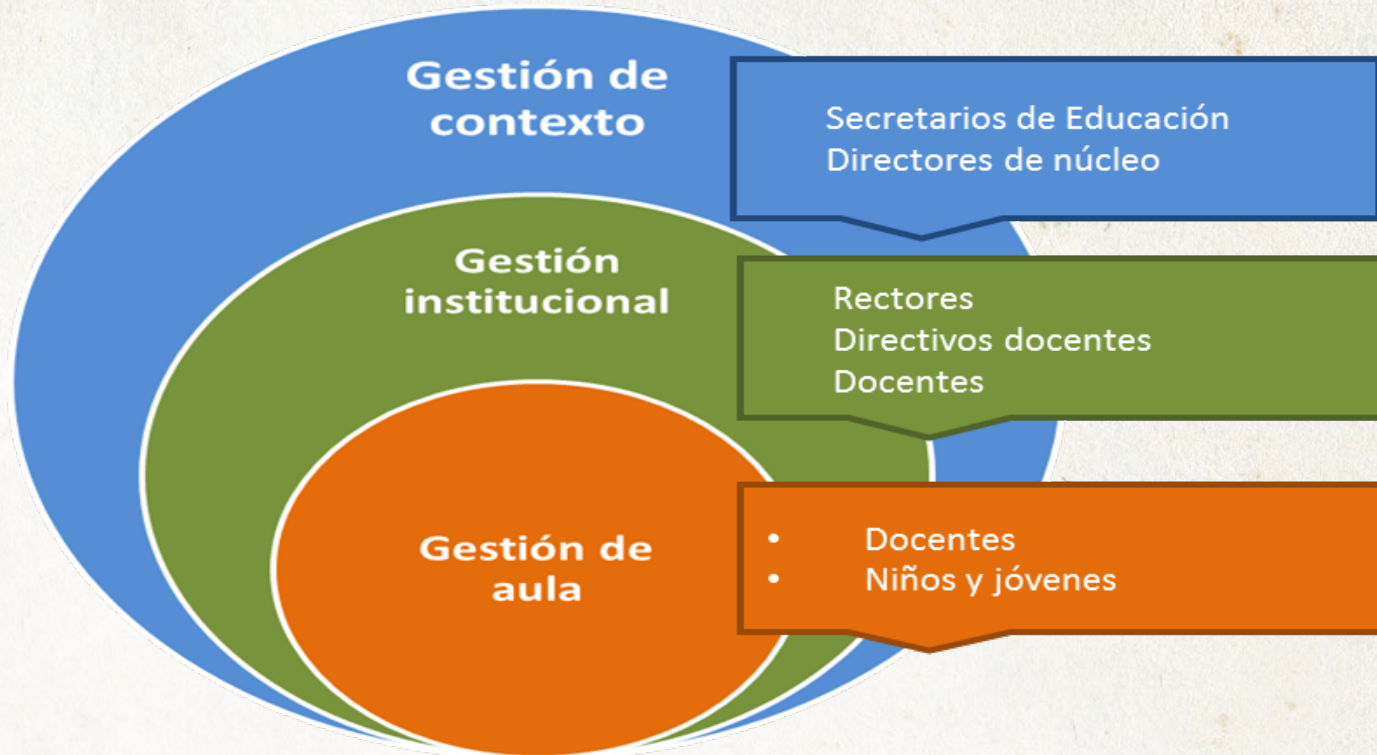 Gestión de
contexto
Secretarios de Educación
Directores de núcleo
Gestión
institucional
Rectores
Directivos docentes
Docentes
Gestión de
aula
• Docentes
• Niños y jóvenes